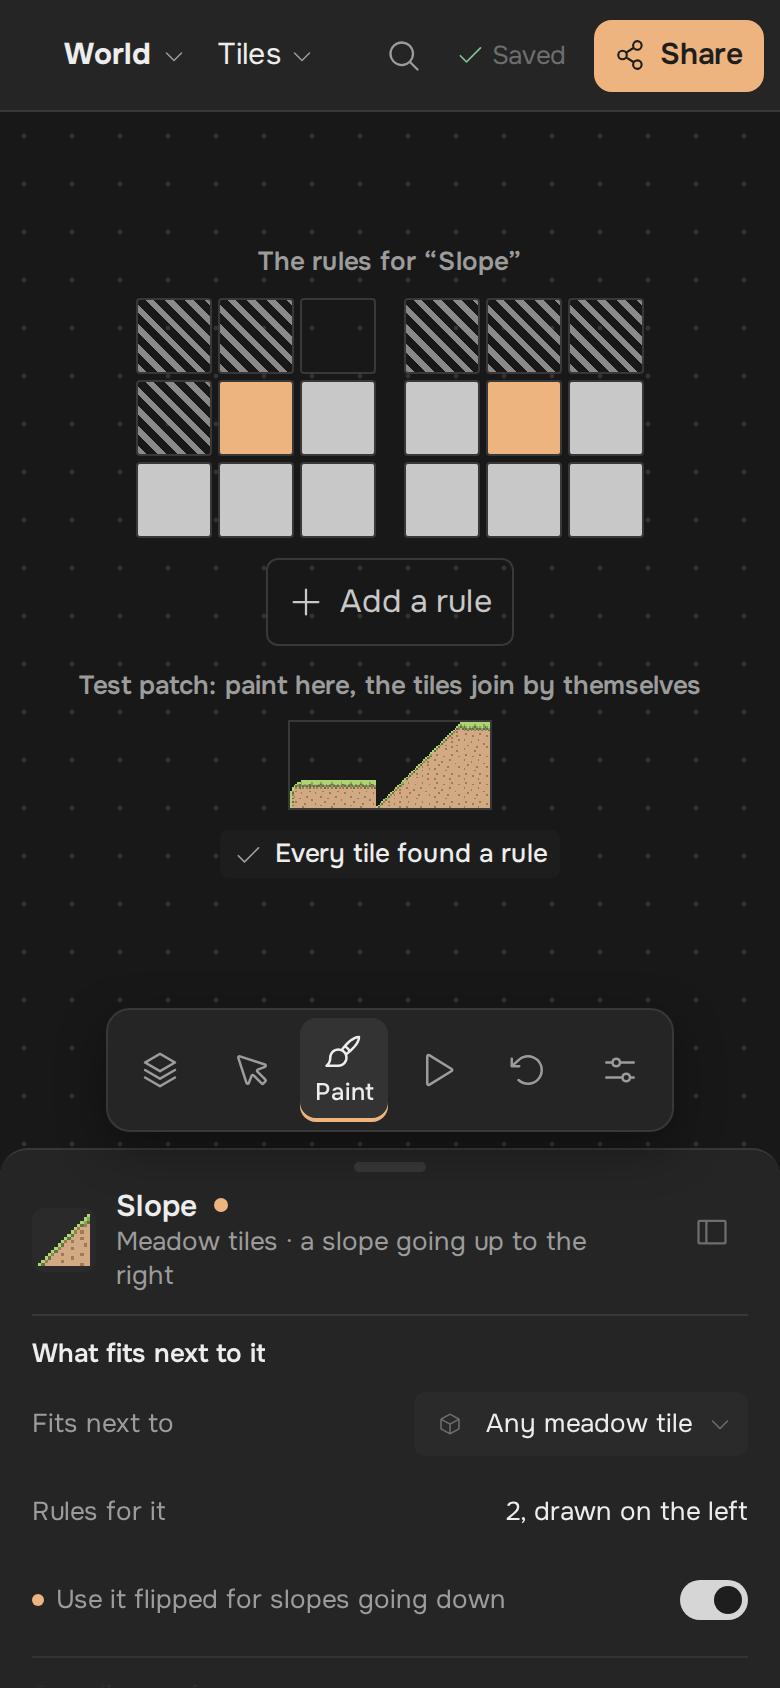 World Tiles Saved Share
The rules for “Slope”
Add a rule
Test patch: paint here, the tiles join by themselves
Every tile found a rule
Paint
Slope
Meadow tiles · a slope going up to the
right
What fits next to it
Fits next to Any meadow tile
Rules for it 2, drawn on the left
Use it flipped for slopes going down